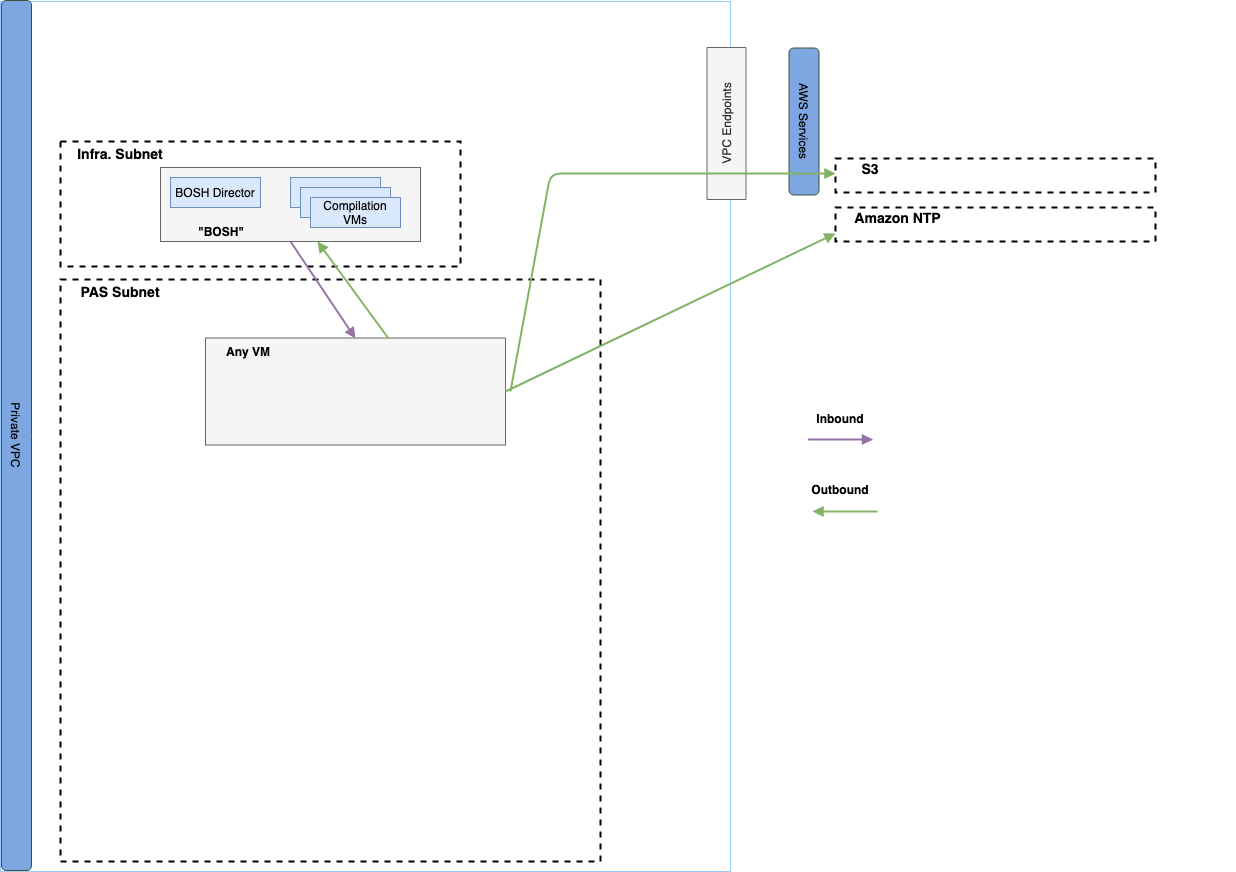 Private VPC
VPC Endpoints
AWS Services
Infra. Subnet
BOSH Director
Compilation
VMs
"BOSH"
S3
Amazon NTP
PAS Subnet
Any VM
Inbound
Outbound